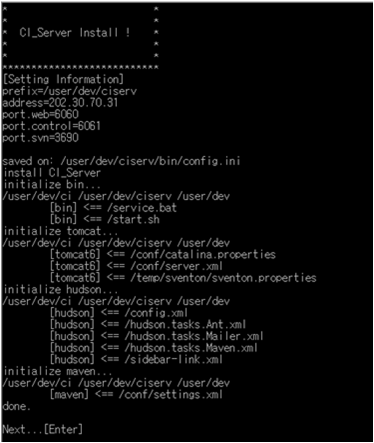 *                           *
*  CI_Server Install !    *
*                           *
*                           *
***************************
[Setting Information]
prefix=/user/dev/ciserv
address=202.30.70.31
port.web=6060
port.control=6061
port.svn=3690
saved on: /user/dev/ciserv/bin/config.ini
install CI_Server
initialize bin...
/user/dev/ci /user/dev/ciserv /user/dev
[bin] <== /service.bat
[bin] <== /start.sh
initialize tomcat...
/user/dev/ci /user/dev/ciserv /user/dev
[tomcat6] <== /conf/catalina.properties
[tomcat6] <== /conf/server.xml
[tomcat6] <== /temp/sventon/sventon.properties
initialize hudson...
/user/dev/ci /user/dev/ciserv /user/dev
[hudson] <== /config.xml
[hudson] <== /hudson.tasks.Ant.xml
[hudson] <== /hudson.tasks.Mailer.xml
[hudson] <== /hudson.tasks.Maven.xml
[hudson] <== /sidebar-link.xml
initialize maven...
/user/dev/ci /user/dev/ciserv /user/dev
[maven] <== /conf/settings.xml
done.
Next...[Enter]